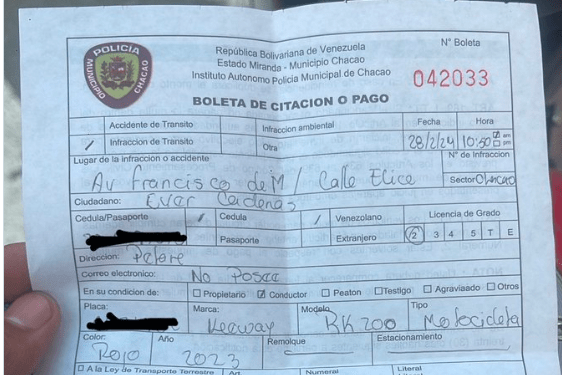 POLICIA
MUNICIPIO CHACAO
República Bolivariana de Venezuela
Estado Miranda - Municipio Chacao
Instituto Autonomo Policia Municipal de Chacao
N° Boleta
042033
BOLETA DE CITACION O PAGO
Accidente de Transito Infraccion ambiental Fecha Hora
/ Infraccion de Transito Otra 28/2/24 10:50 ☑ am
☐ pm
Lugar de la infraccion o accidente N° de Infraccion
Av Francisco de M / Calle Elice Sector Chacao
Ciudadano: Cardenas
Cedula/Pasaporte / Cedula / Venezolano Licencia de Grado
Pasaporte Extranjero 2 3 4 5 T E
Direccion: Petare
Correo electronico: No Posee
En su condicion de: ☐ Propietario ☑ Conductor ☐ Peaton ☐ Testigo ☐ Agraviado ☐ Otros
Placa: Marca: Modelo Tipo
Keeway RK 200 Motocicleta
Color: Año Remolque Estacionamiento
Rojo 2023
☐ A la Ley de Transporte Terrestre Art Numeral Literal